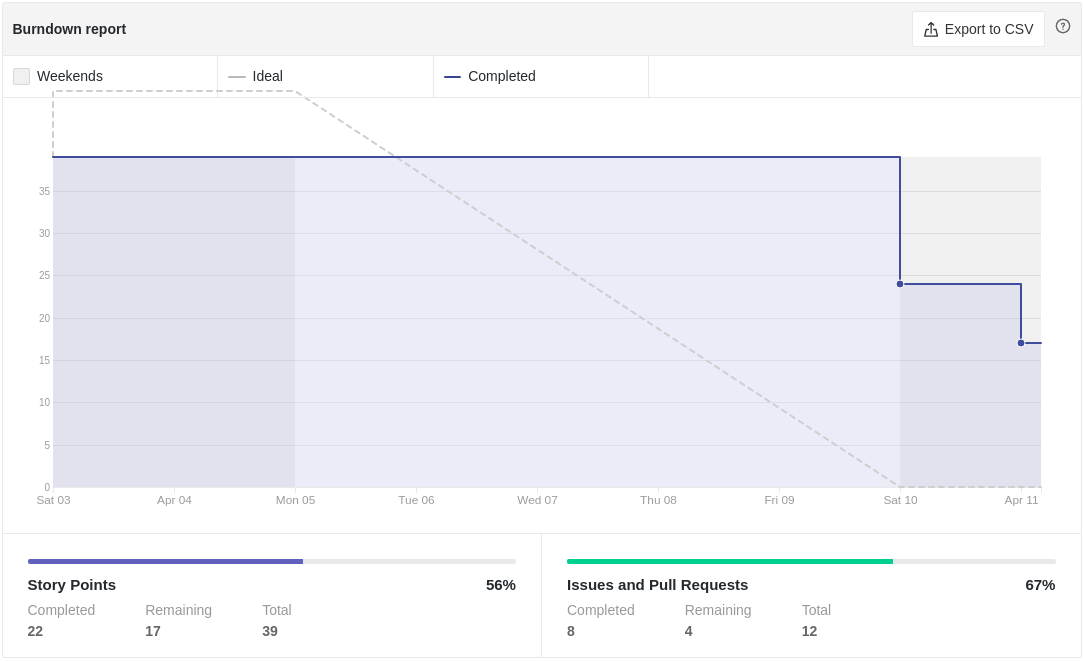 Burndown report
Export to CSV
?
Weekends
Ideal
Completed
35
30
25
20
15
10
5
0
Sat 03
Apr 04
Mon 05
Tue 06
Wed 07
Thu 08
Fri 09
Sat 10
Apr 11
Story Points 56%
Completed Remaining Total
22 17 39
Issues and Pull Requests 67%
Completed Remaining Total
8 4 12